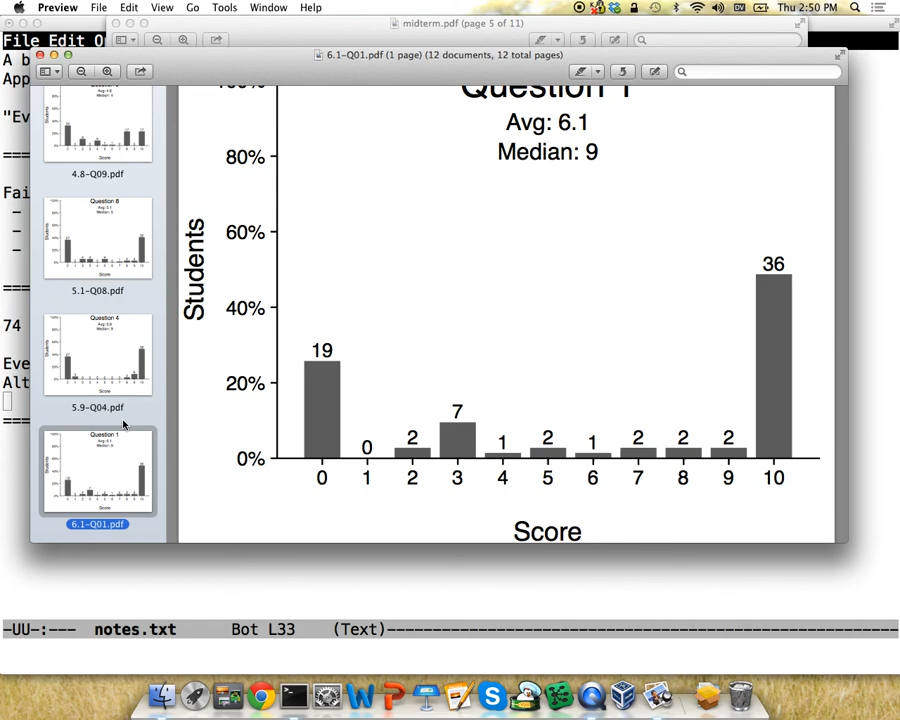 Preview File Edit View Go Tools Window Help
Thu 2:50 PM
midterm.pdf (page 5 of 11)
File Edit O
6.1-Q01.pdf (1 page) (12 documents, 12 total pages)
A b
App
"Ev
====
Fai
-
-
-
====
74
Eve
Alt
====
4.8-Q09.pdf
Question 8
5.1-Q08.pdf
Question 4
5.9-Q04.pdf
Question 1
6.1-Q01.pdf
Question 1
Avg: 6.1
Median: 9
100%
80%
60%
40%
20%
0%
Students
19 0 2 7 1 2 1 2 2 2 36
0 1 2 3 4 5 6 7 8 9 10
Score
-UU-:--- notes.txt Bot L33 (Text)--------------------